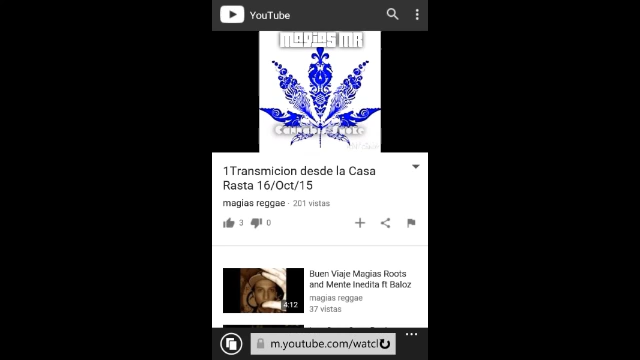 YouTube
Magias MR
1Transmicion desde la Casa
Rasta 16/Oct/15
magias reggae · 201 vistas
3
0
Buen Viaje Magias Roots
and Mente Inedita ft Baloz
magias reggae
37 vistas
4:12
m.youtube.com/watcl